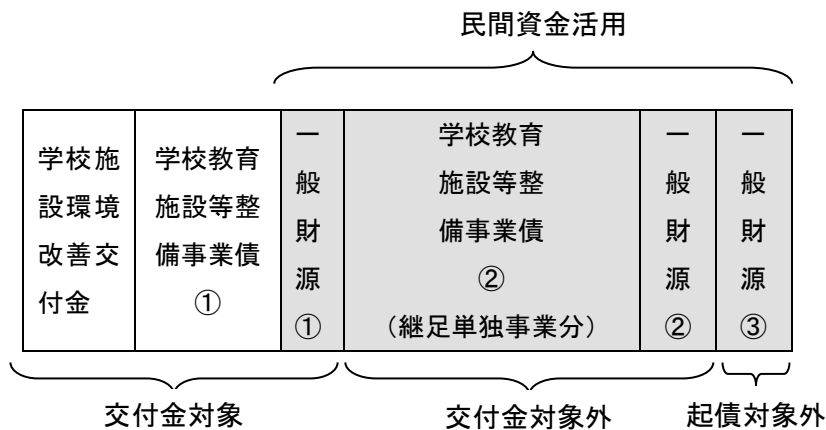 民間資金活用
学校施
設環境
改善交
付金
学校教育
施設等整
備事業債
①
一
般
財
源
①
学校教育
施設等整
備事業債
②
（継足単独事業分）
一
般
財
源
②
一
般
財
源
③
交付金対象
交付金対象外
起債対象外